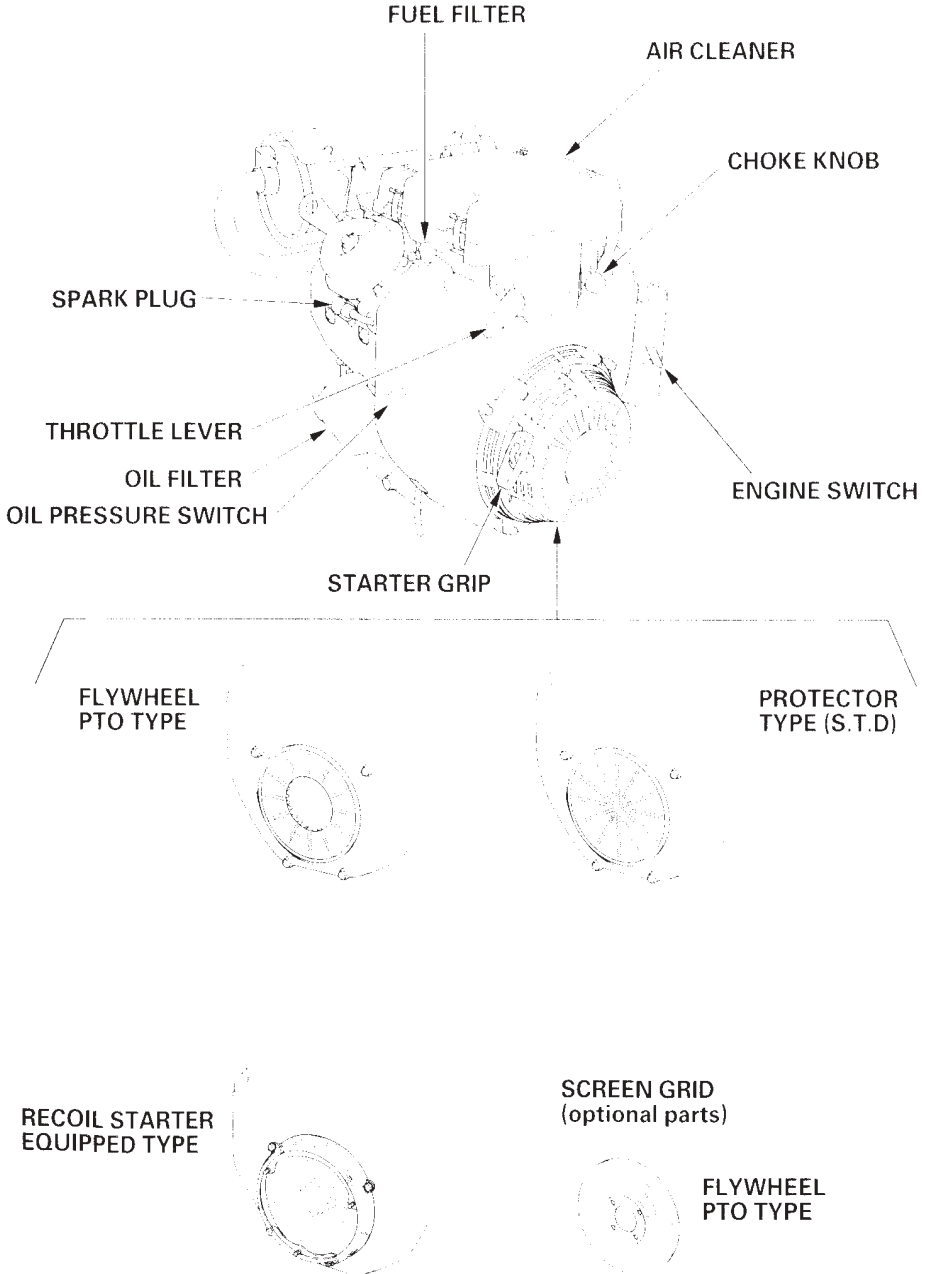 FUEL FILTER
AIR CLEANER
CHOKE KNOB
SPARK PLUG
THROTTLE LEVER
OIL FILTER
ENGINE SWITCH
OIL PRESSURE SWITCH
STARTER GRIP
FLYWHEEL
PTO TYPE
PROTECTOR
TYPE (S.T.D)
RECOIL STARTER
EQUIPPED TYPE
SCREEN GRID
(optional parts)
FLYWHEEL
PTO TYPE